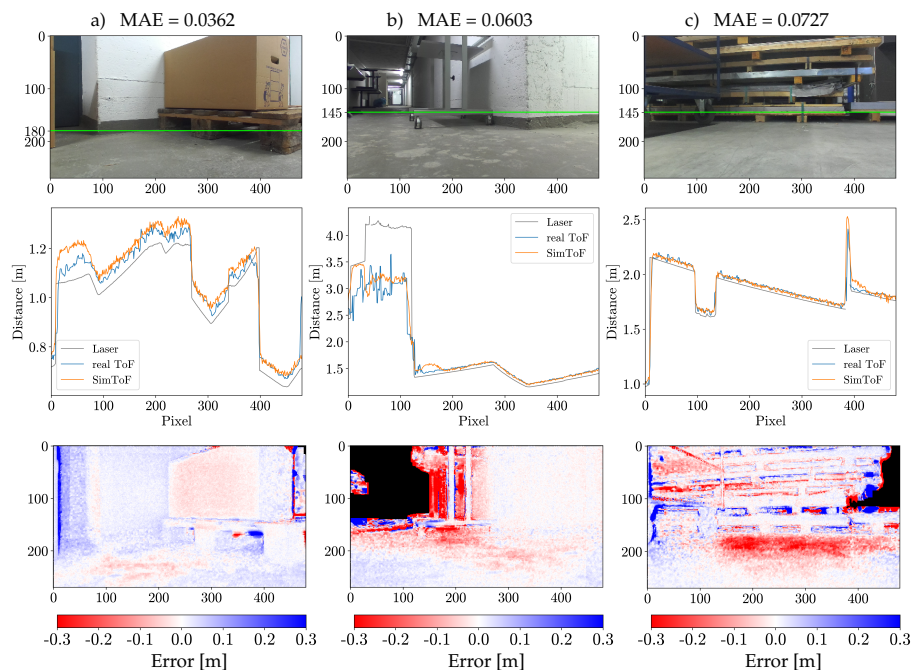 a) MAE = 0.0362
b) MAE = 0.0603
c) MAE = 0.0727
0
100
180
200
0 100 200 300 400
0
100
145
200
0 100 200 300 400
0
100
145
200
0 100 200 300 400
Distance [m]
1.2
1.0
0.8
Laser
real ToF
SimToF
0 100 200 300 400
Pixel
Distance [m]
4.0
3.5
3.0
2.5
2.0
1.5
Laser
real ToF
SimToF
0 100 200 300 400
Pixel
Distance [m]
2.5
2.0
1.5
1.0
Laser
real ToF
SimToF
0 100 200 300 400
Pixel
0
100
200
0 100 200 300 400
0
100
200
0 100 200 300 400
0
100
200
0 100 200 300 400
-0.3 -0.2 -0.1 0.0 0.1 0.2 0.3
Error [m]
-0.3 -0.2 -0.1 0.0 0.1 0.2 0.3
Error [m]
-0.3 -0.2 -0.1 0.0 0.1 0.2 0.3
Error [m]